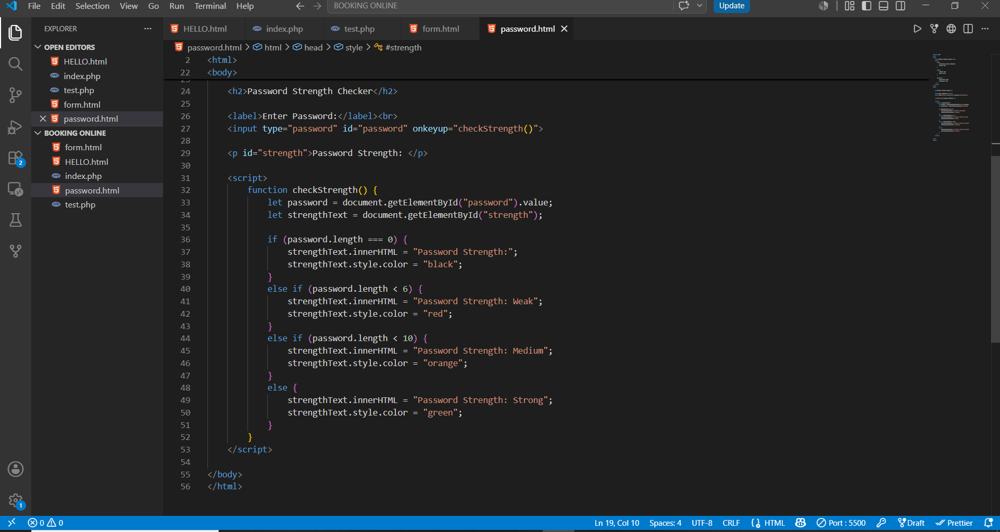 File Edit Selection View Go Run Terminal Help
BOOKING ONLINE
Update
EXPLORER
OPEN EDITORS
HELLO.html
index.php
test.php
form.html
password.html
BOOKING ONLINE
form.html
HELLO.html
index.php
password.html
test.php
2
1
HELLO.html index.php test.php form.html password.html
password.html > html > head > style > #strength
2 <html>
22 <body>
24 <h2>Password Strength Checker</h2>
25
26 <label>Enter Password:</label><br>
27 <input type="password" id="password" onkeyup="checkStrength()">
28
29 <p id="strength">Password Strength: </p>
30
31 <script>
32 function checkStrength() {
33 let password = document.getElementById("password").value;
34 let strengthText = document.getElementById("strength");
35
36 if (password.length === 0) {
37 strengthText.innerHTML = "Password Strength:";
38 strengthText.style.color = "black";
39 }
40 else if (password.length < 6) {
41 strengthText.innerHTML = "Password Strength: Weak";
42 strengthText.style.color = "red";
43 }
44 else if (password.length < 10) {
45 strengthText.innerHTML = "Password Strength: Medium";
46 strengthText.style.color = "orange";
47 }
48 else {
49 strengthText.innerHTML = "Password Strength: Strong";
50 strengthText.style.color = "green";
51 }
52 }
53 </script>
54
55 </body>
56 </html>
0 0 Ln 19, Col 10 Spaces: 4 UTF-8 CRLF HTML Port : 5500 Draft Prettier